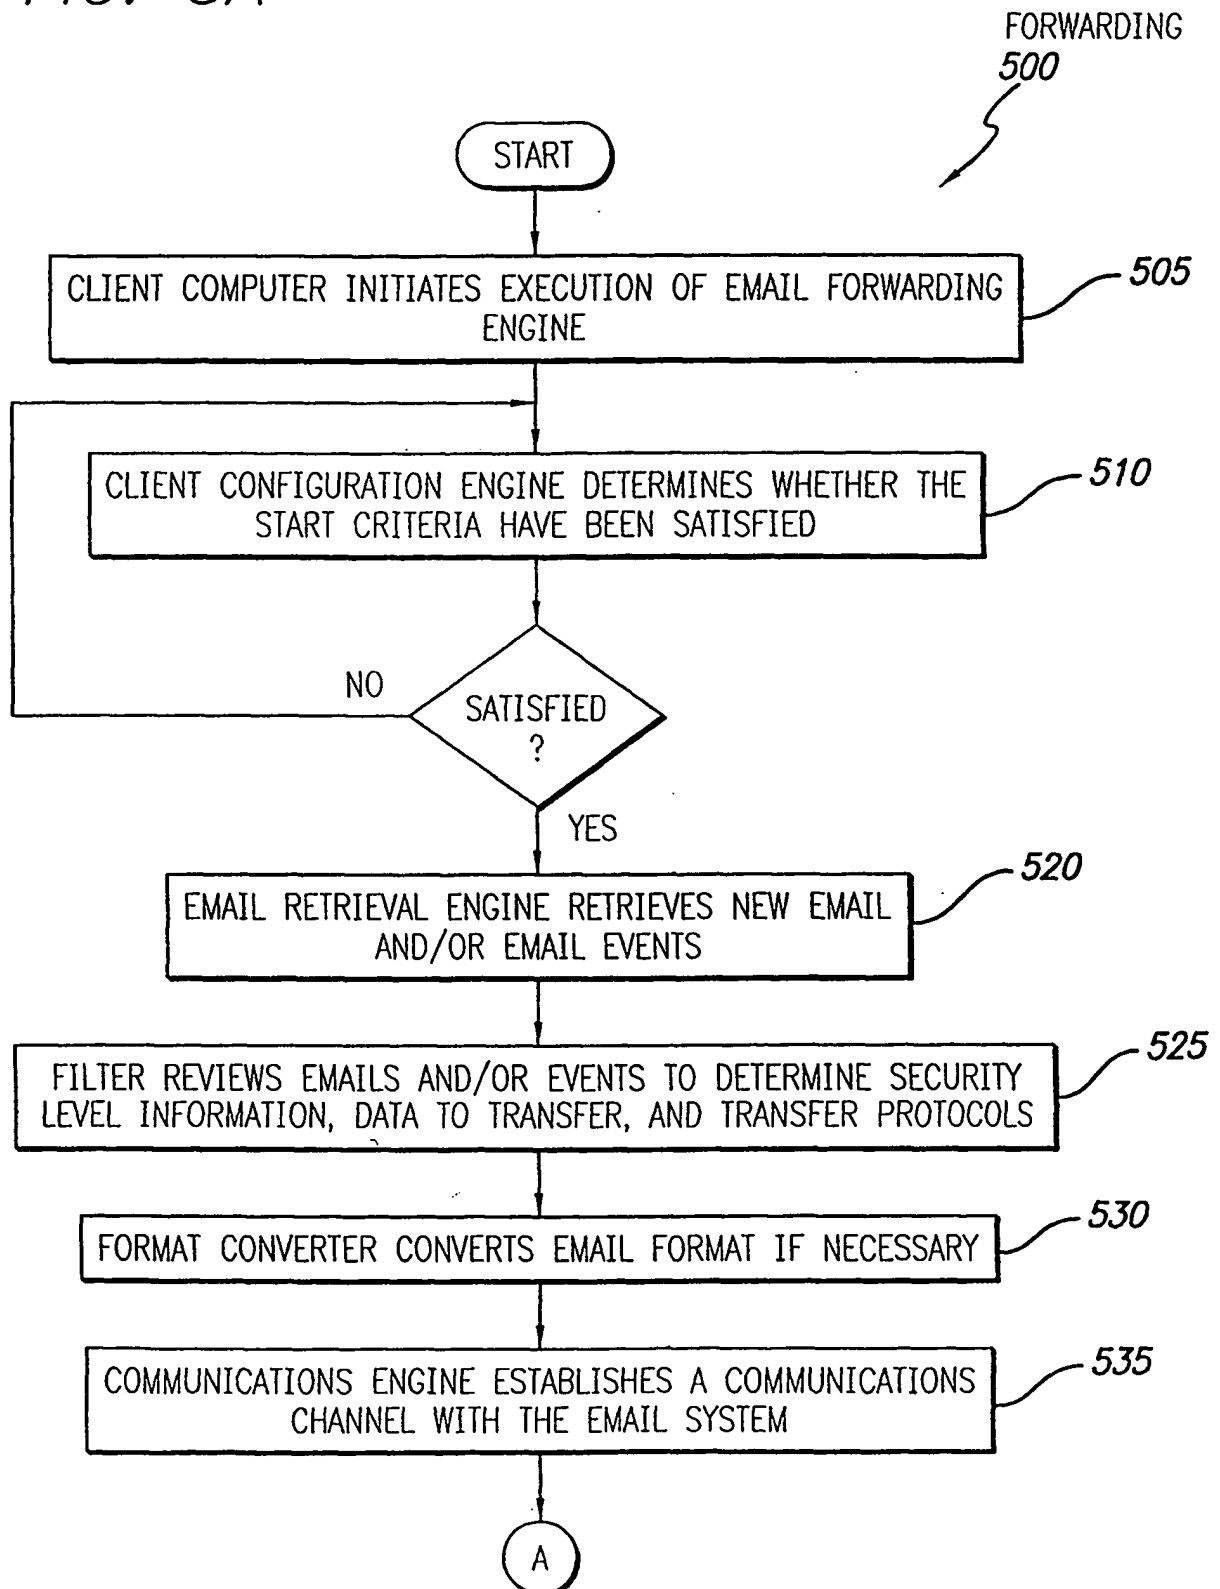 FORWARDING
500
START
CLIENT COMPUTER INITIATES EXECUTION OF EMAIL FORWARDING
ENGINE
505
CLIENT CONFIGURATION ENGINE DETERMINES WHETHER THE
START CRITERIA HAVE BEEN SATISFIED
510
NO
SATISFIED
?
YES
EMAIL RETRIEVAL ENGINE RETRIEVES NEW EMAIL
AND/OR EMAIL EVENTS
520
FILTER REVIEWS EMAILS AND/OR EVENTS TO DETERMINE SECURITY
LEVEL INFORMATION, DATA TO TRANSFER, AND TRANSFER PROTOCOLS
525
FORMAT CONVERTER CONVERTS EMAIL FORMAT IF NECESSARY
530
COMMUNICATIONS ENGINE ESTABLISHES A COMMUNICATIONS
CHANNEL WITH THE EMAIL SYSTEM
535
A